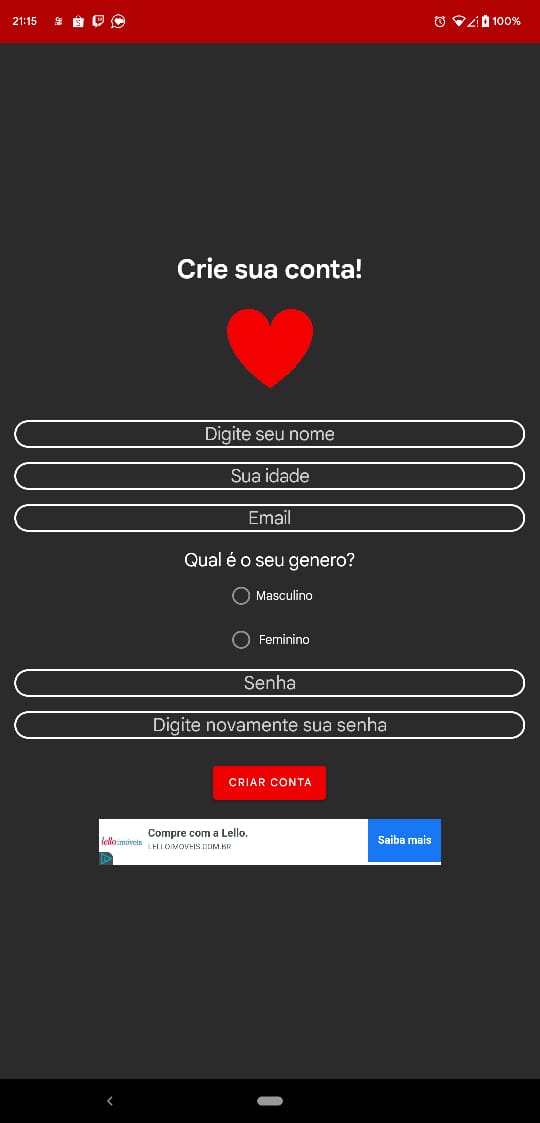 21:15
100%
Crie sua conta!
Digite seu nome
Sua idade
Email
Qual é o seu genero?
Masculino
Feminino
Senha
Digite novamente sua senha
CRIAR CONTA
lello imóveis
Compre com a Lello.
LELLOIMOVEIS.COM.BR
Saiba mais